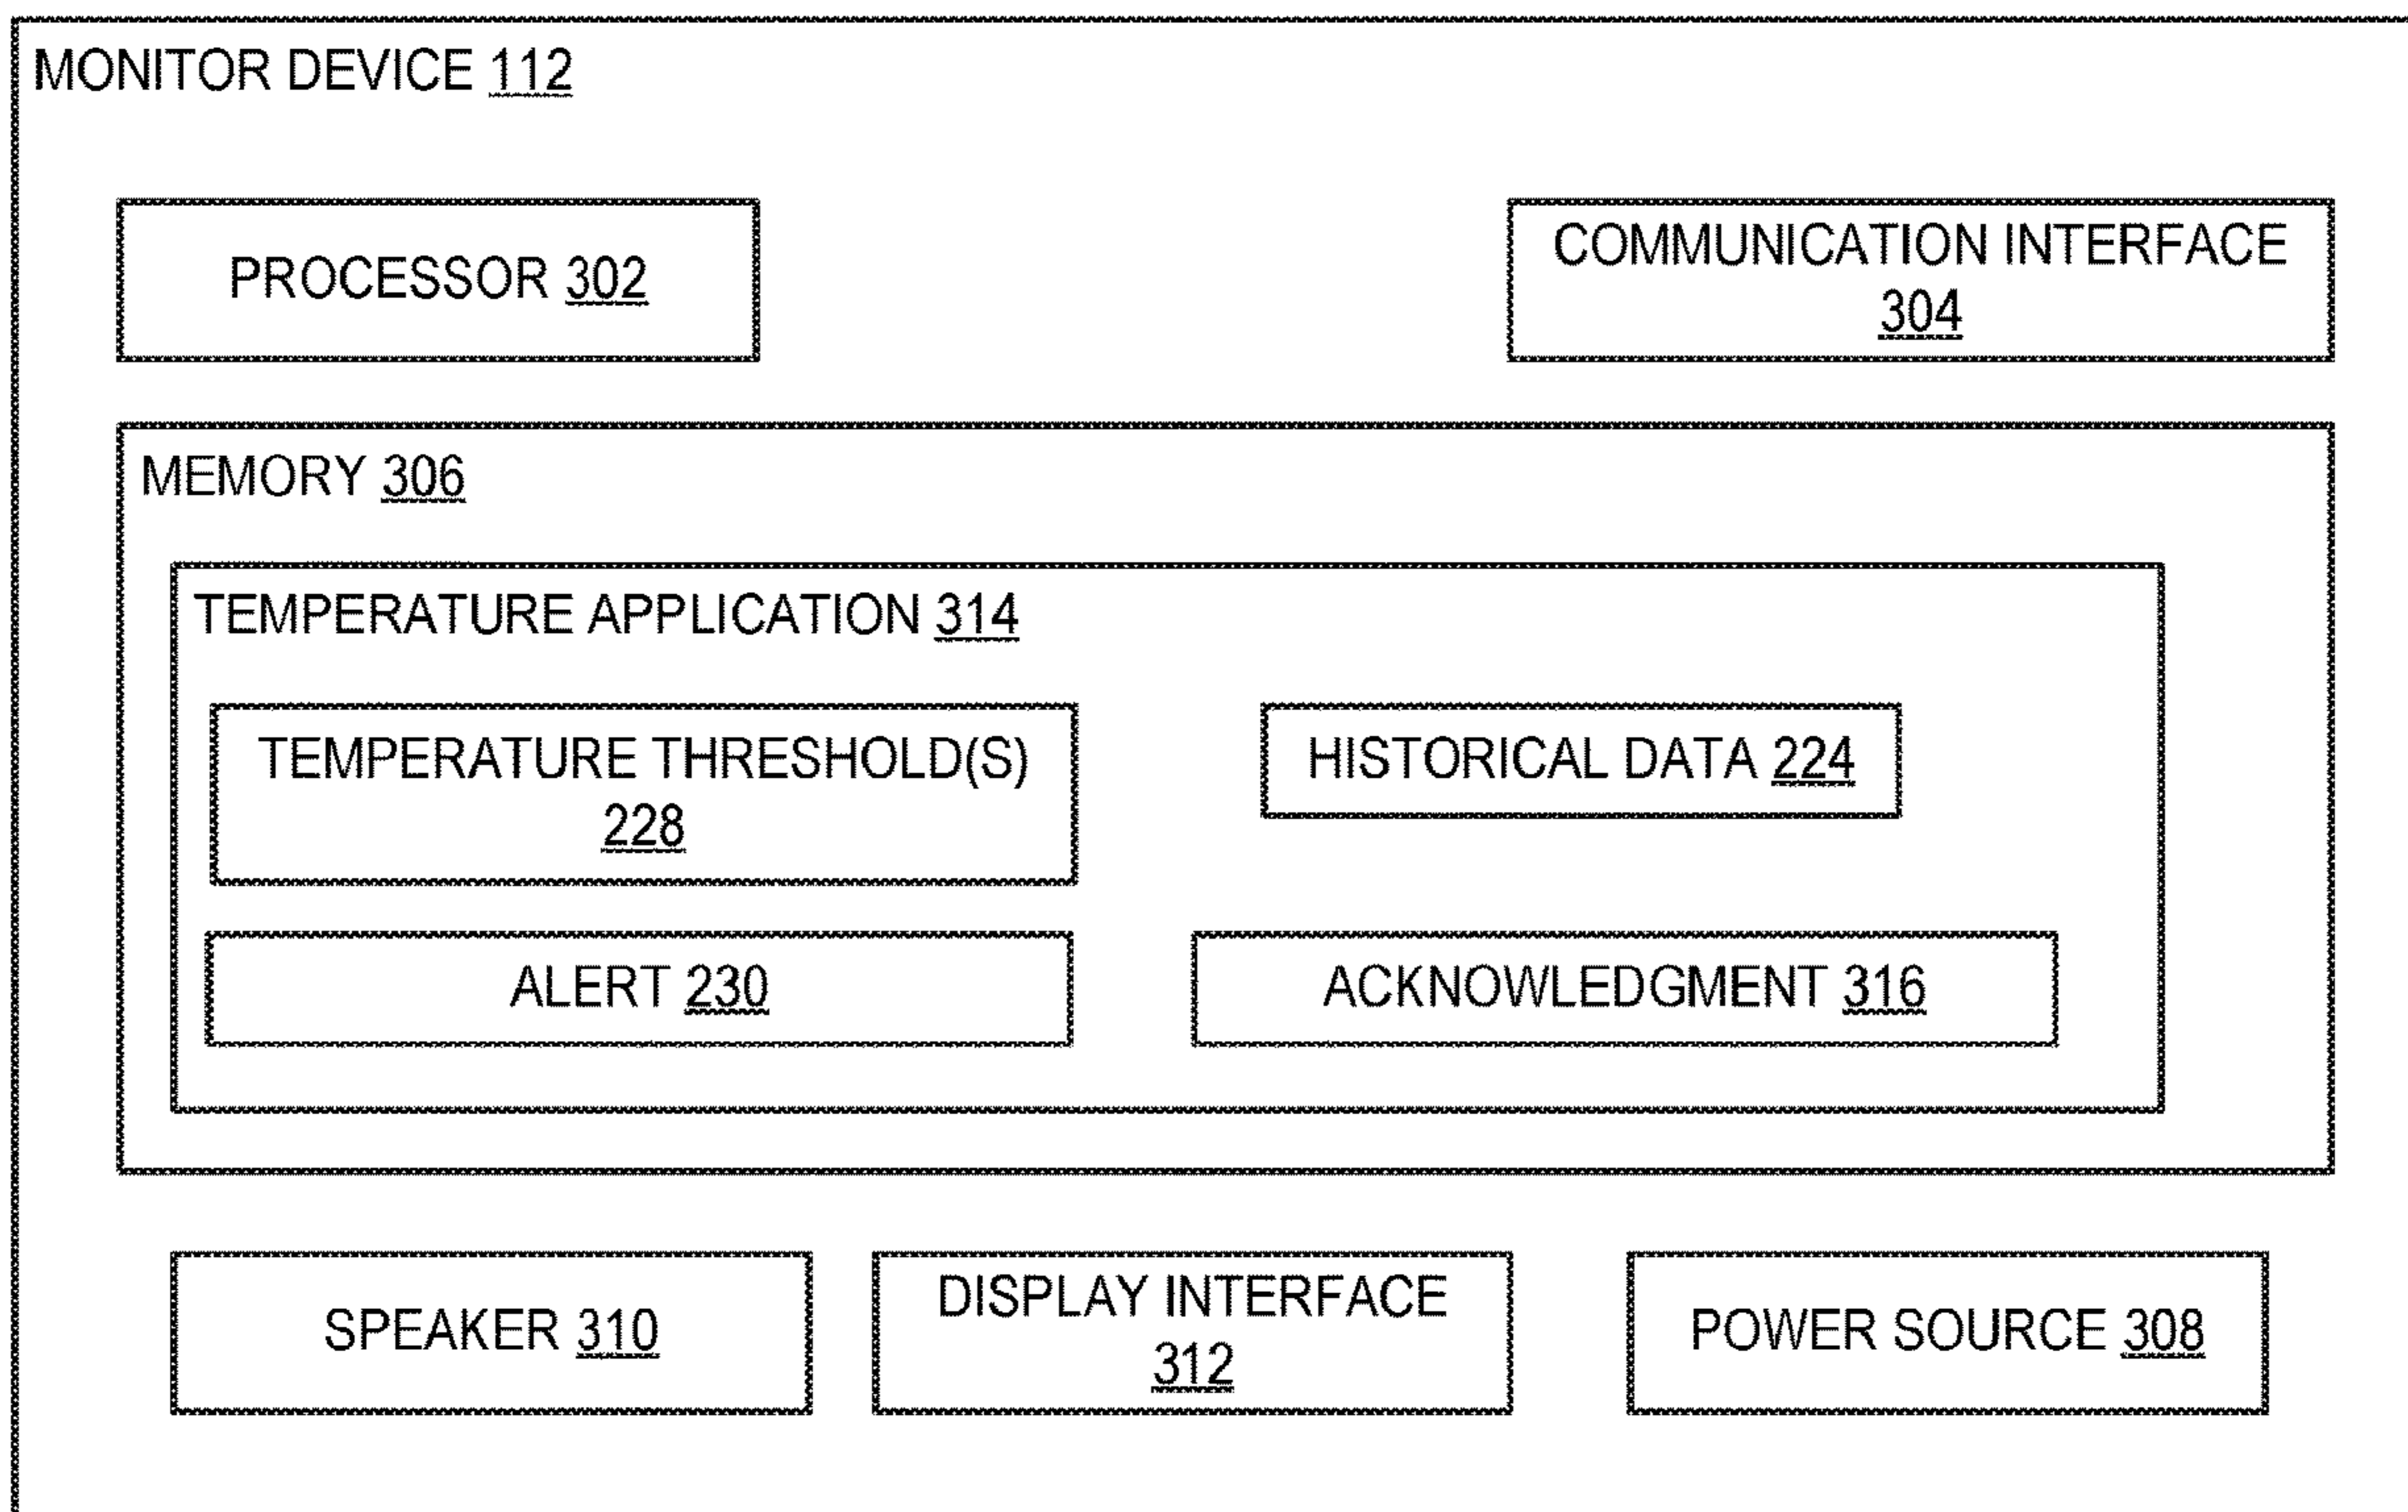 MONITOR DEVICE 112
PROCESSOR 302
COMMUNICATION INTERFACE
304
MEMORY 306
TEMPERATURE APPLICATION 314
TEMPERATURE THRESHOLD(S)
228
HISTORICAL DATA 224
ALERT 230
ACKNOWLEDGMENT 316
SPEAKER 310
DISPLAY INTERFACE
312
POWER SOURCE 308